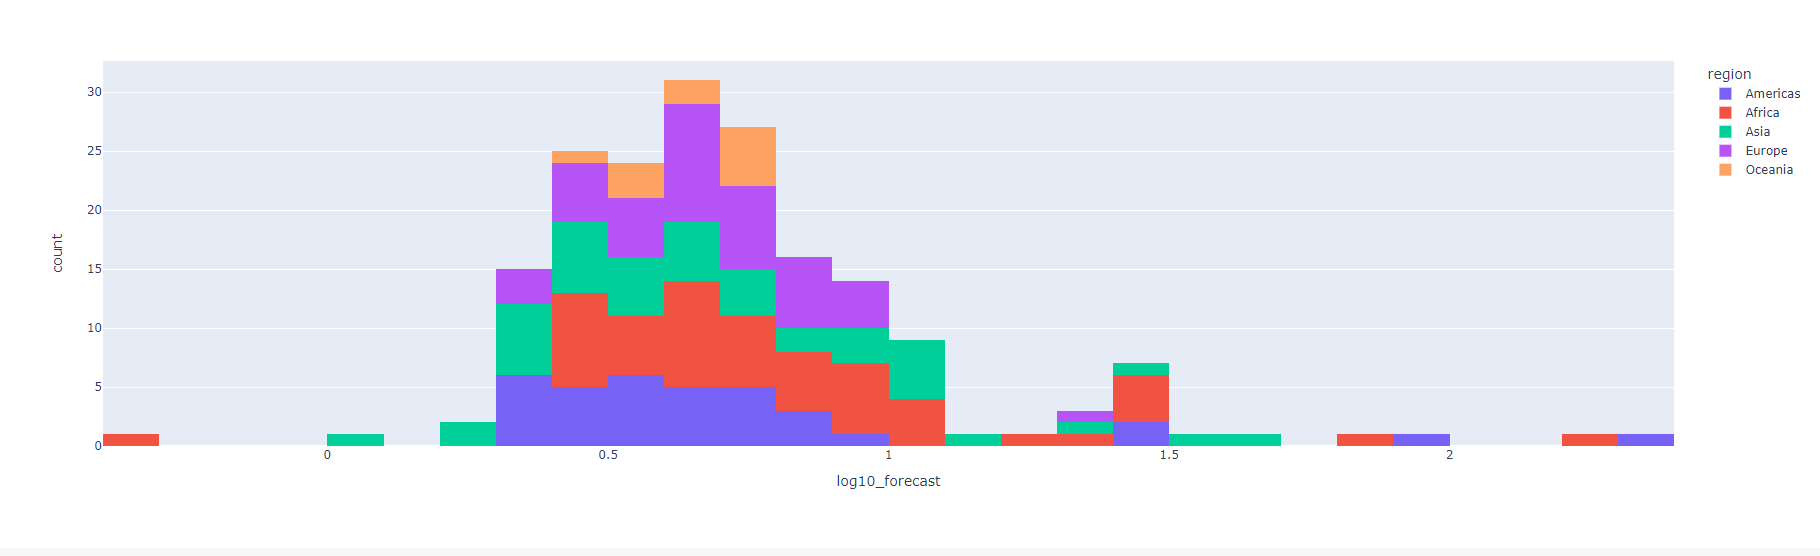 region
Americas
Africa
Asia
Europe
Oceania
30
25
20
15
10
5
0
count
0 0.5 1 1.5 2
log10_forecast